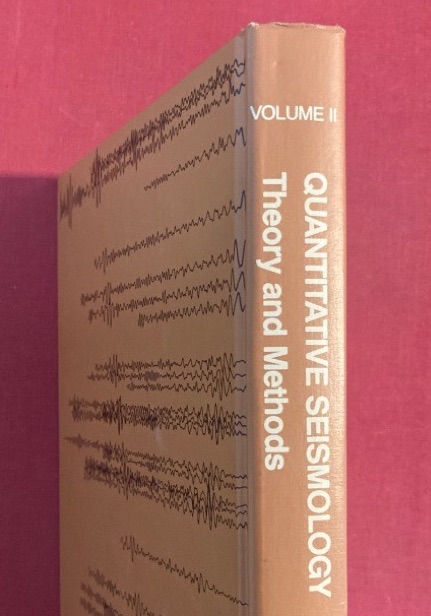 VOLUME II
QUANTITATIVE SEISMOLOGY
Theory and Methods